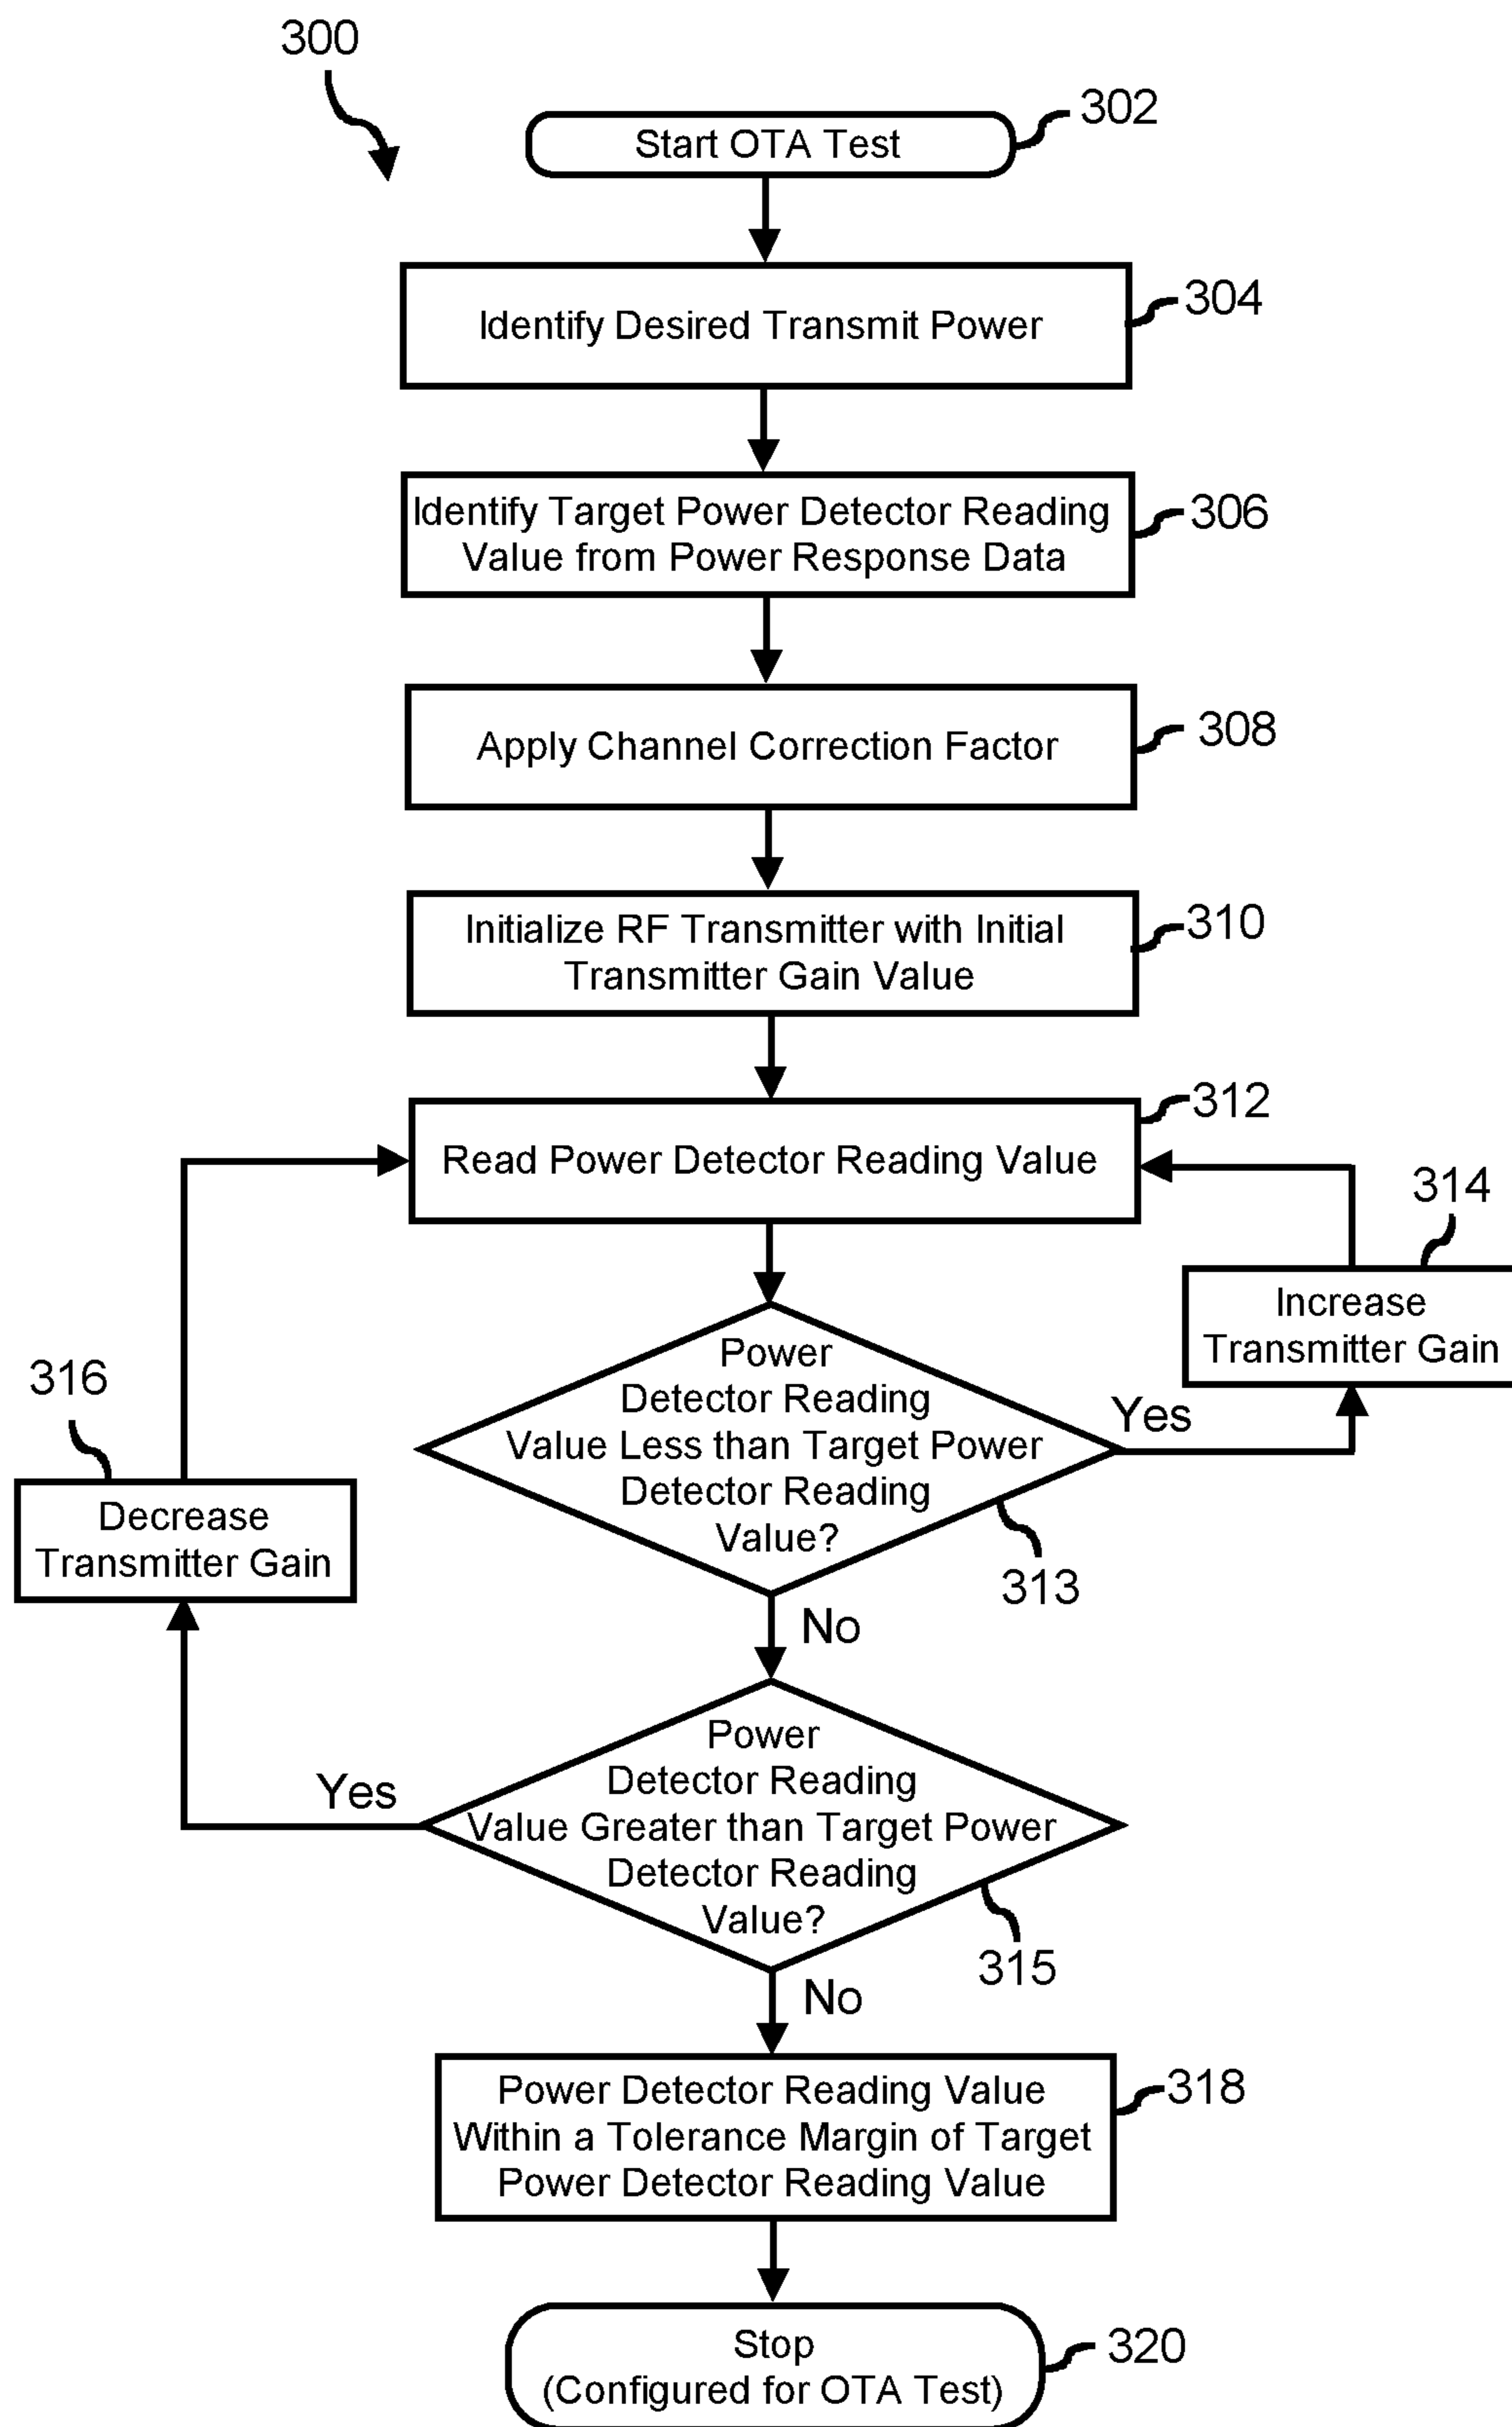 300
302
Start OTA Test
304
Identify Desired Transmit Power
306
Identify Target Power Detector Reading
Value from Power Response Data
308
Apply Channel Correction Factor
310
Initialize RF Transmitter with Initial
Transmitter Gain Value
312
Read Power Detector Reading Value
314
Increase
Transmitter Gain
Power
Detector Reading
Value Less than Target Power
Detector Reading
Value?
Yes
313
No
316
Decrease
Transmitter Gain
Yes
Power
Detector Reading
Value Greater than Target Power
Detector Reading
Value?
315
No
318
Power Detector Reading Value
Within a Tolerance Margin of Target
Power Detector Reading Value
320
Stop
(Configured for OTA Test)